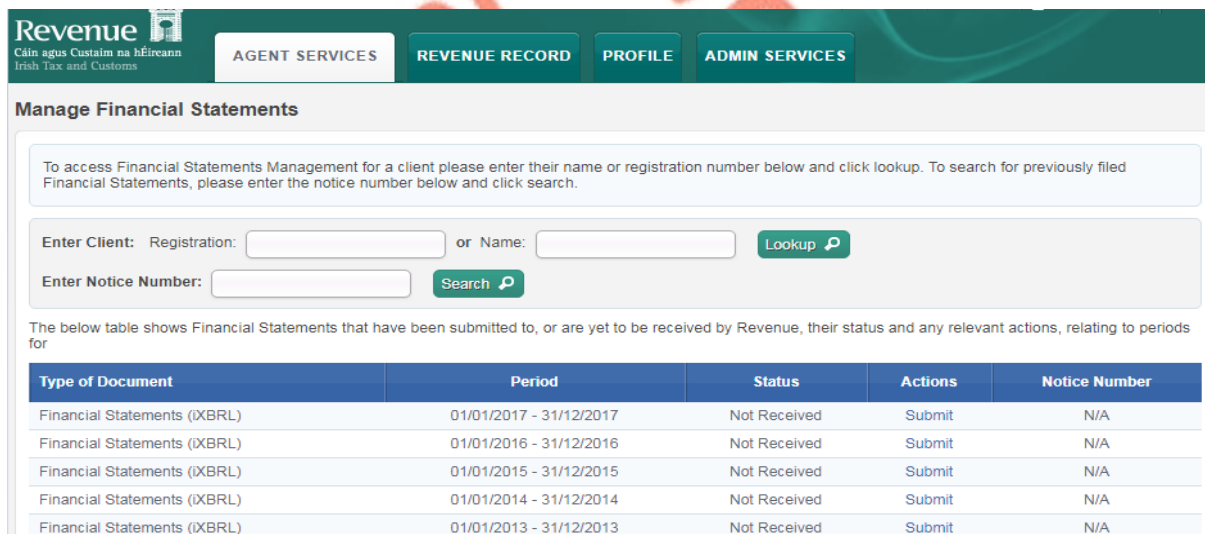 Revenue
Cáin agus Custaim na hÉireann
Irish Tax and Customs
AGENT SERVICES
REVENUE RECORD
PROFILE
ADMIN SERVICES
Manage Financial Statements
To access Financial Statements Management for a client please enter their name or registration number below and click lookup. To search for previously filed
Financial Statements, please enter the notice number below and click search.
Enter Client: Registration: or Name: Lookup
Enter Notice Number: Search
The below table shows Financial Statements that have been submitted to, or are yet to be received by Revenue, their status and any relevant actions, relating to periods
for
Type of Document Period Status Actions Notice Number
Financial Statements (iXBRL) 01/01/2017 - 31/12/2017 Not Received Submit N/A
Financial Statements (iXBRL) 01/01/2016 - 31/12/2016 Not Received Submit N/A
Financial Statements (iXBRL) 01/01/2015 - 31/12/2015 Not Received Submit N/A
Financial Statements (iXBRL) 01/01/2014 - 31/12/2014 Not Received Submit N/A
Financial Statements (iXBRL) 01/01/2013 - 31/12/2013 Not Received Submit N/A